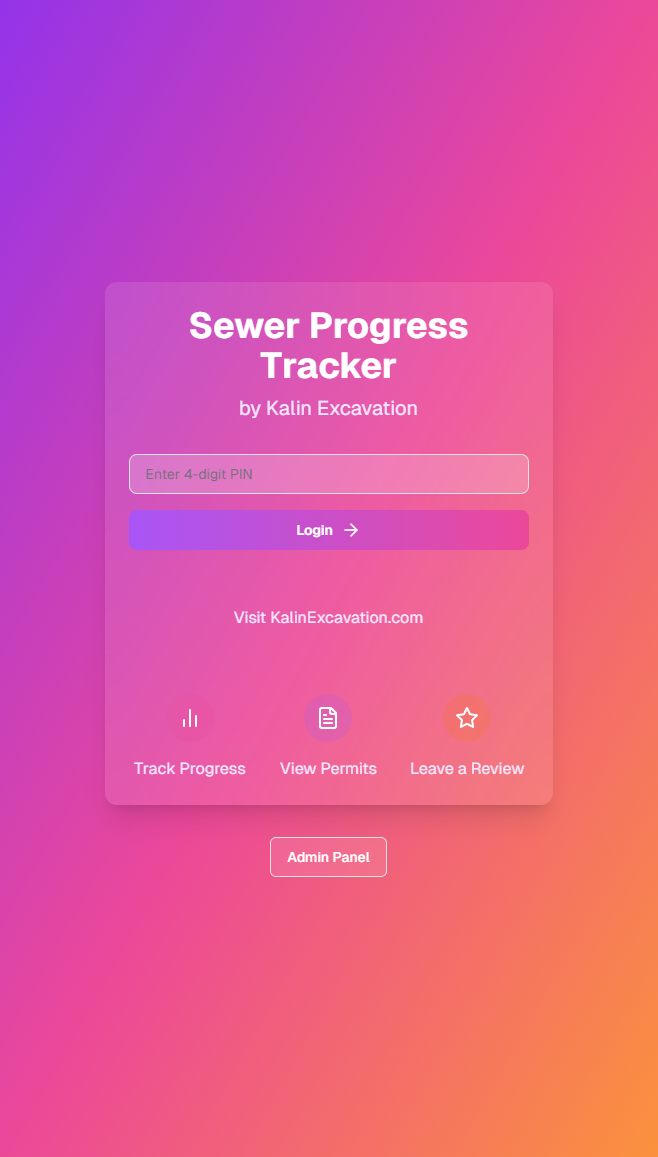 Sewer Progress
Tracker
by Kalin Excavation
Enter 4-digit PIN
Login
Visit KalinExcavation.com
Track Progress
View Permits
Leave a Review
Admin Panel